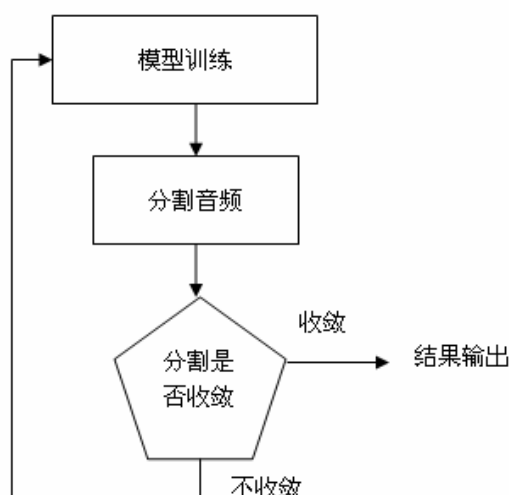 模型训练
分割音频
收敛
分割是
否收敛
结果输出
不收敛